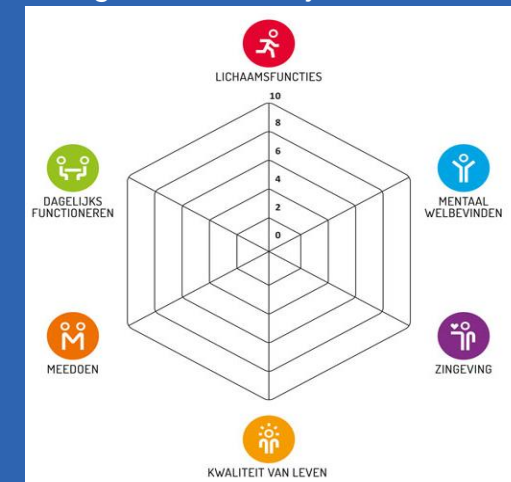 LICHAAMSFUNCTIES
10
8
6
4
2
0
DAGELIJKS
FUNCTIONEREN
MENTAAL
WELBEVINDEN
MEEDOEN
ZINGEVING
KWALITEIT VAN LEVEN